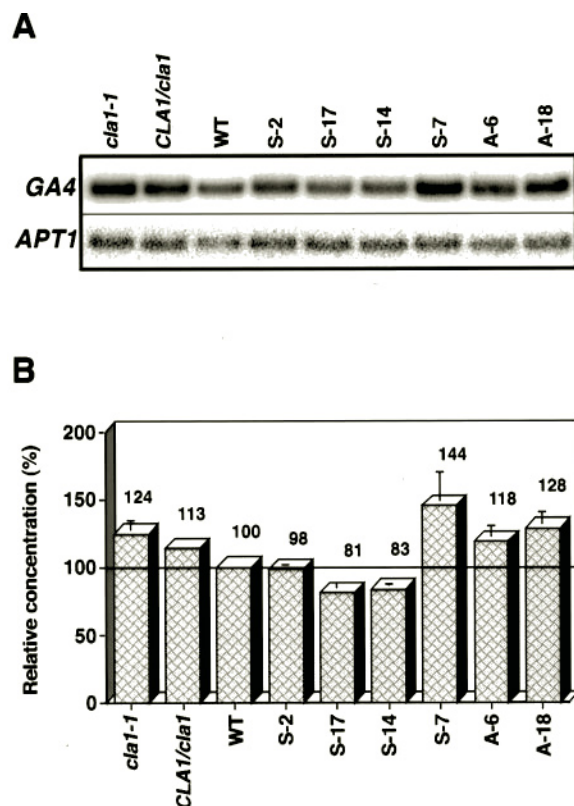 A
cla1-1 CLA1/cla1 WT S-2 S-17 S-14 S-7 A-6 A-18
GA4
APT1
B
Relative concentration (%)
200
150
100
50
0
124 113 100 98 81 83 144 118 128
cla1-1 CLA1/cla1 WT S-2 S-17 S-14 S-7 A-6 A-18